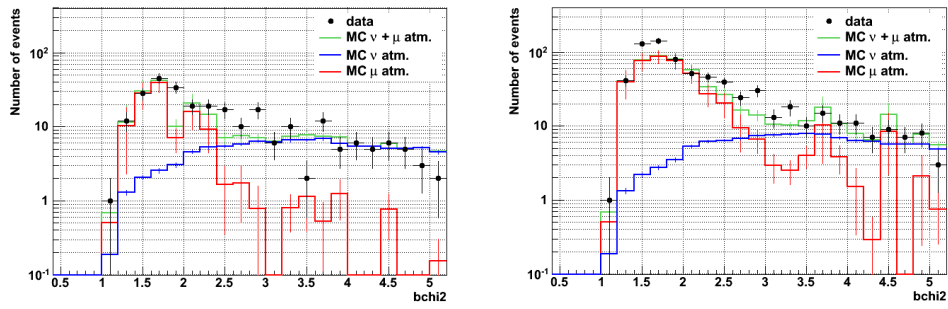 Number of events
10²
10
1
10⁻¹
data
MC ν + μ atm.
MC ν atm.
MC μ atm.
0.5 1 1.5 2 2.5 3 3.5 4 4.5 5
bchi2
Number of events
10²
10
1
10⁻¹
data
MC ν + μ atm.
MC ν atm.
MC μ atm.
0.5 1 1.5 2 2.5 3 3.5 4 4.5 5
bchi2